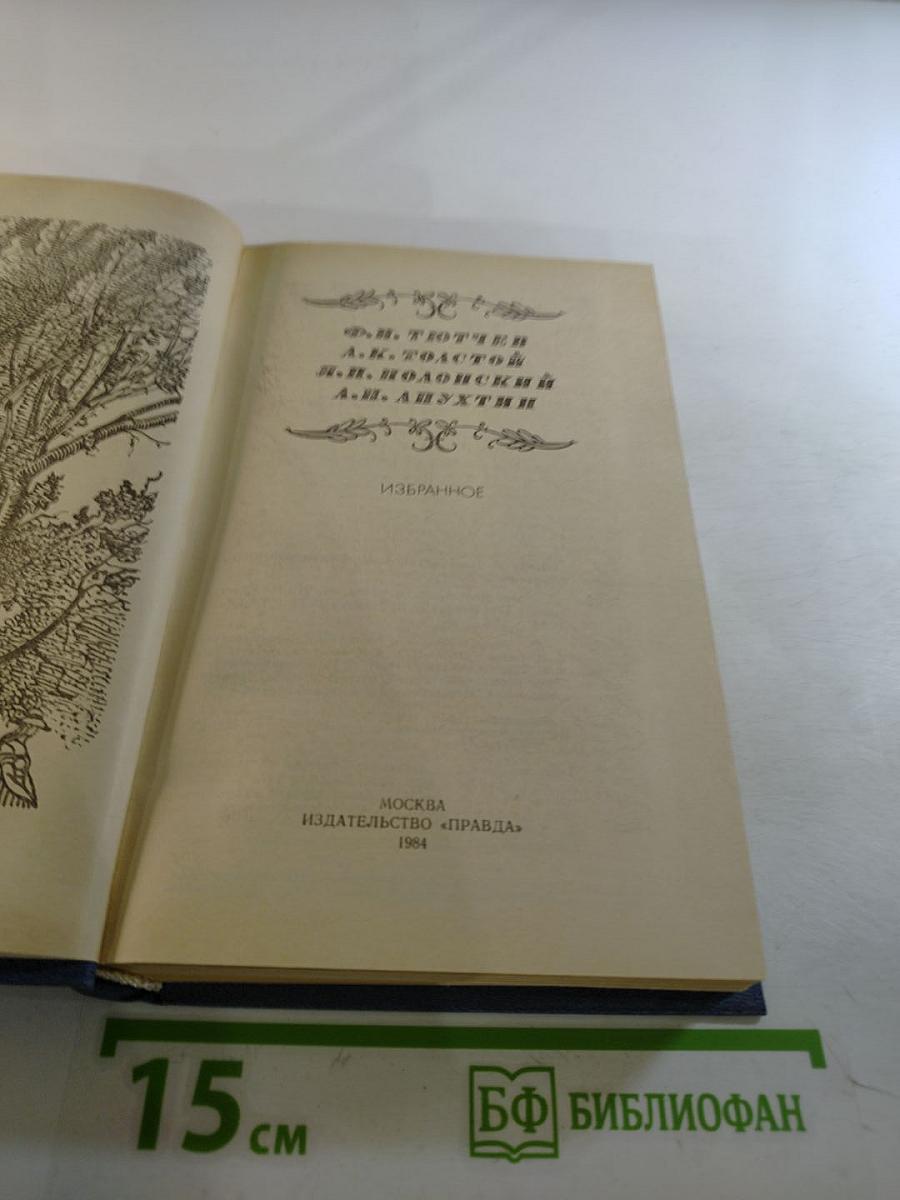 Ф.И. ТЮТЧЕВ
А.К. ТОЛСТОЙ
Я.П. ПОЛОНСКИЙ
А.Н. АПУХТИН
ИЗБРАННОЕ
МОСКВА
ИЗДАТЕЛЬСТВО «ПРАВДА»
1984
15 см
БФ БИБЛИОФАН